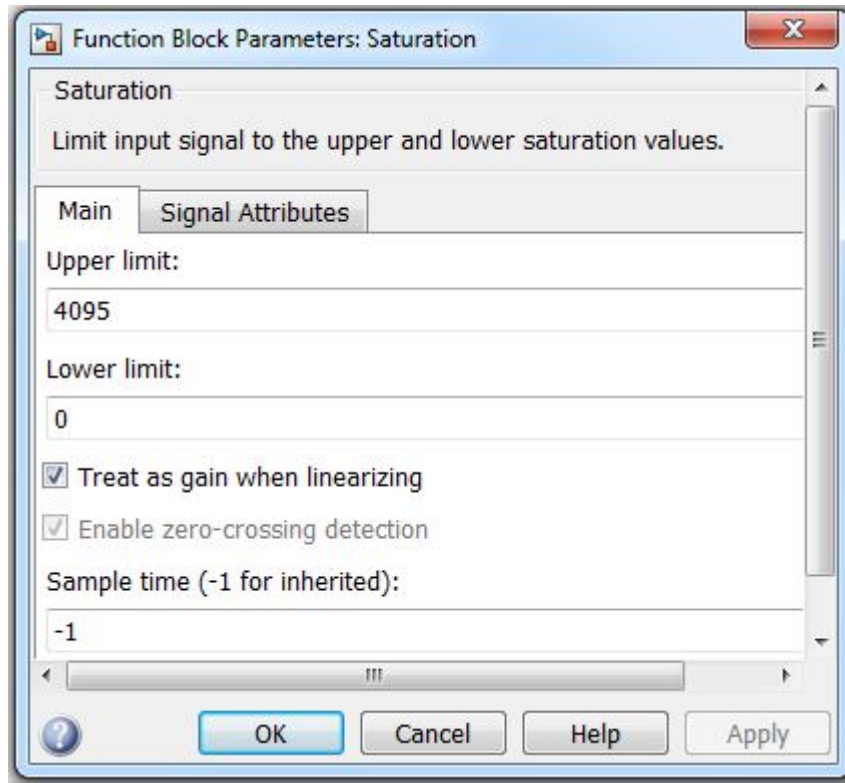 Function Block Parameters: Saturation
Saturation
Limit input signal to the upper and lower saturation values.
Main Signal Attributes
Upper limit:
4095
Lower limit:
0
Treat as gain when linearizing
Enable zero-crossing detection
Sample time (-1 for inherited):
-1
OK Cancel Help Apply